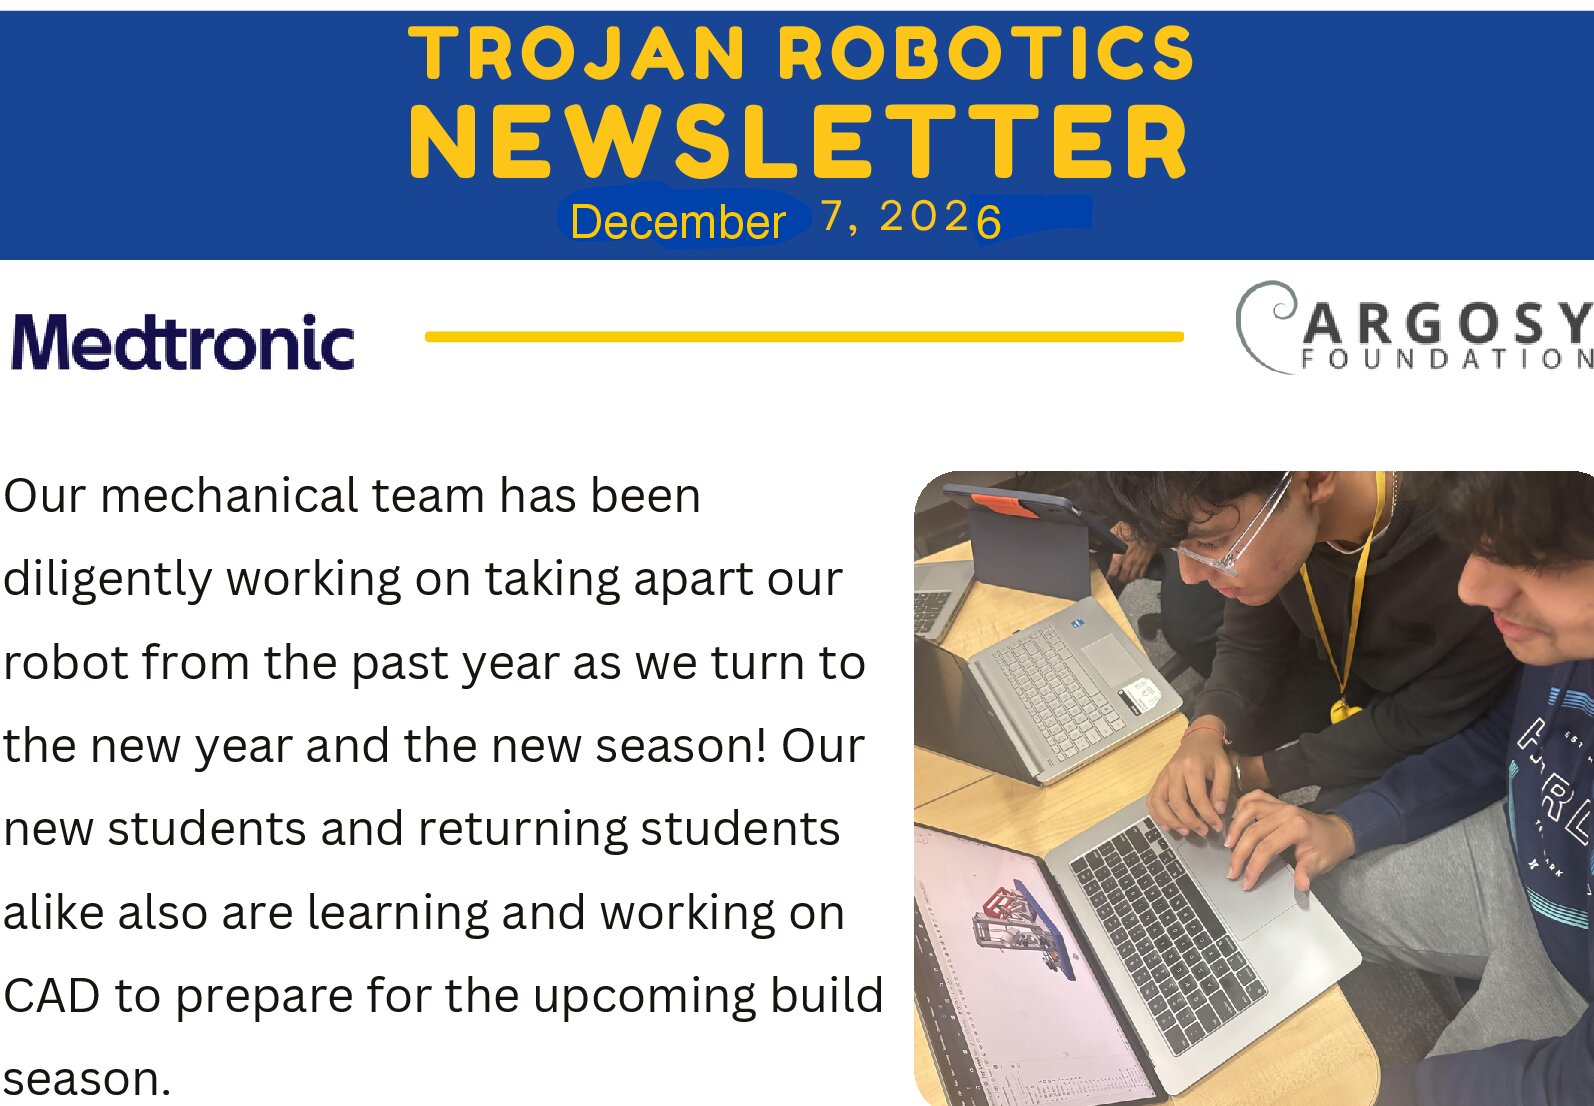 TROJAN ROBOTICS
NEWSLETTER
December 7, 2026
Medtronic
ARGOSY
FOUNDATION
Our mechanical team has been
diligently working on taking apart our
robot from the past year as we turn to
the new year and the new season! Our
new students and returning students
alike also are learning and working on
CAD to prepare for the upcoming build
season.